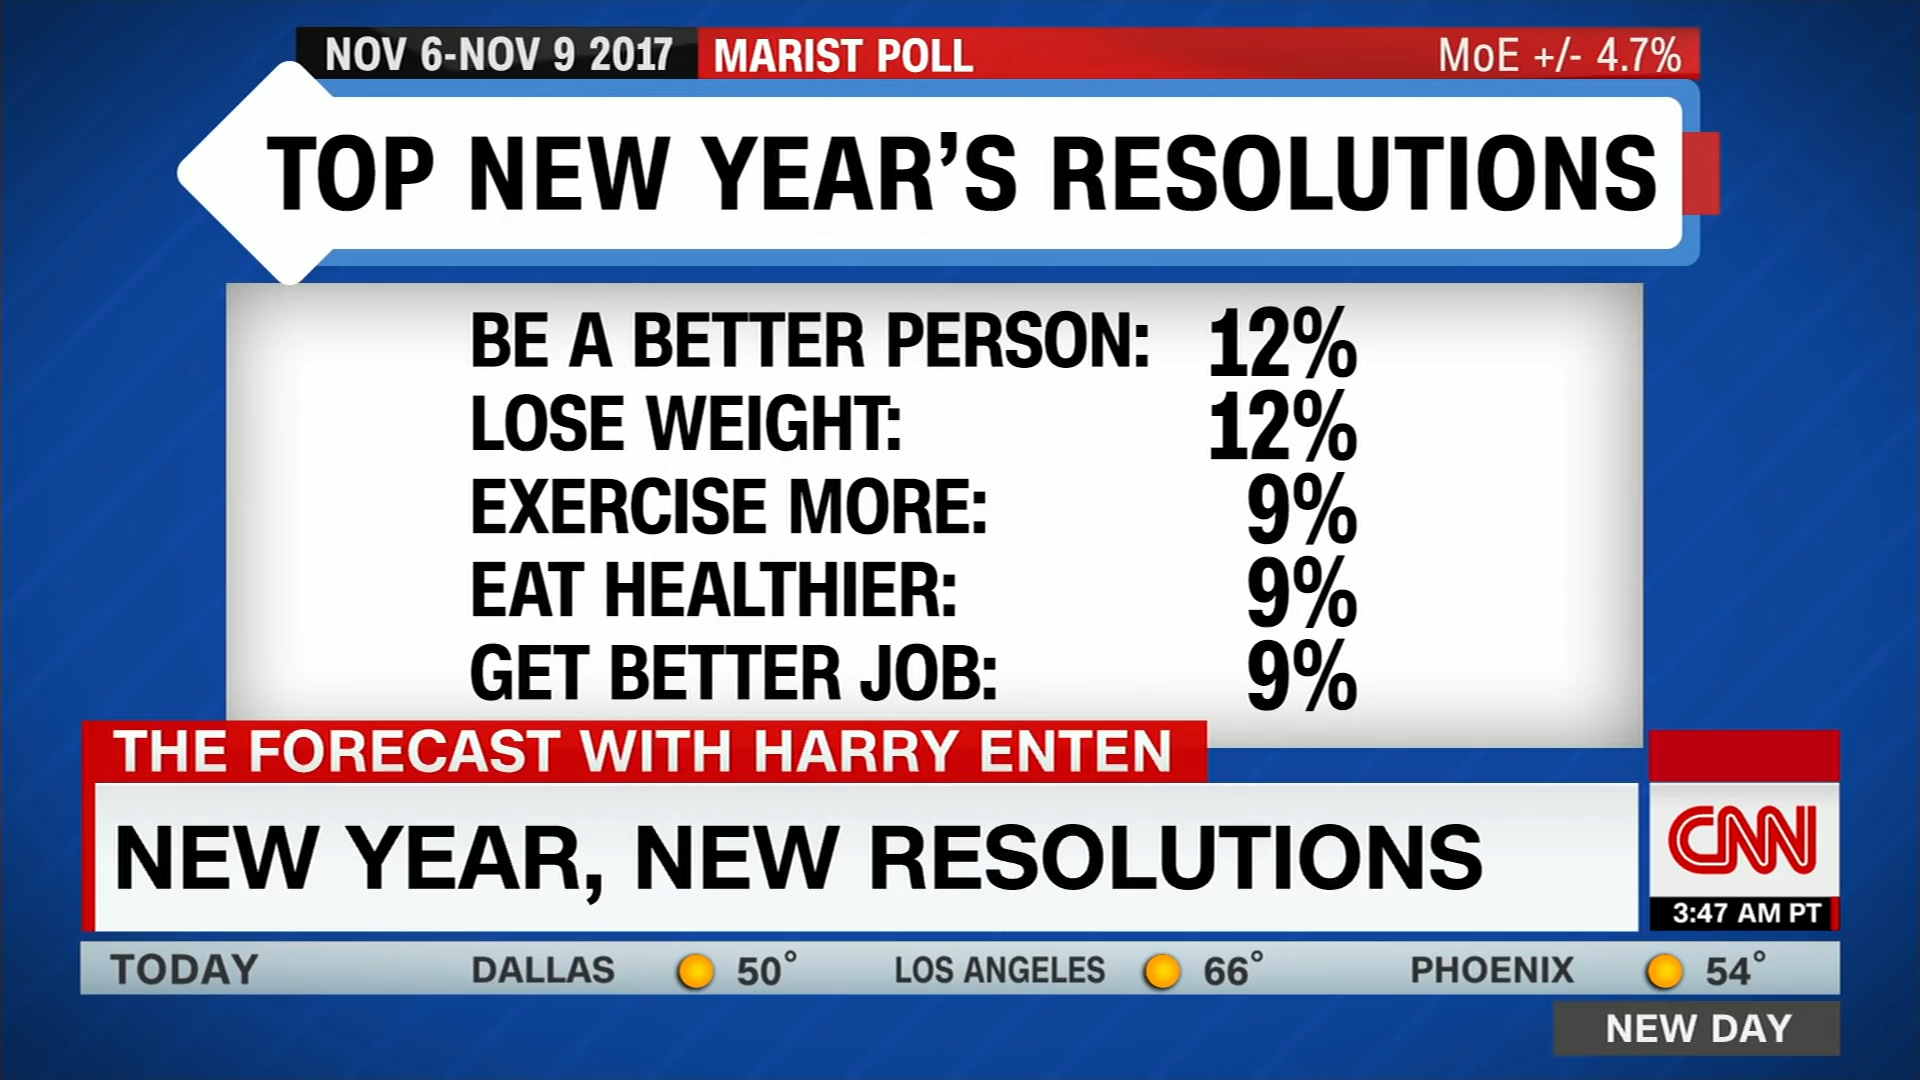 NOV 6-NOV 9 2017 MARIST POLL MoE +/- 4.7%
TOP NEW YEAR’S RESOLUTIONS
BE A BETTER PERSON: 12%
LOSE WEIGHT: 12%
EXERCISE MORE: 9%
EAT HEALTHIER: 9%
GET BETTER JOB: 9%
THE FORECAST WITH HARRY ENTEN
NEW YEAR, NEW RESOLUTIONS
CNN
3:47 AM PT
TODAY DALLAS 50° LOS ANGELES 66° PHOENIX 54°
NEW DAY